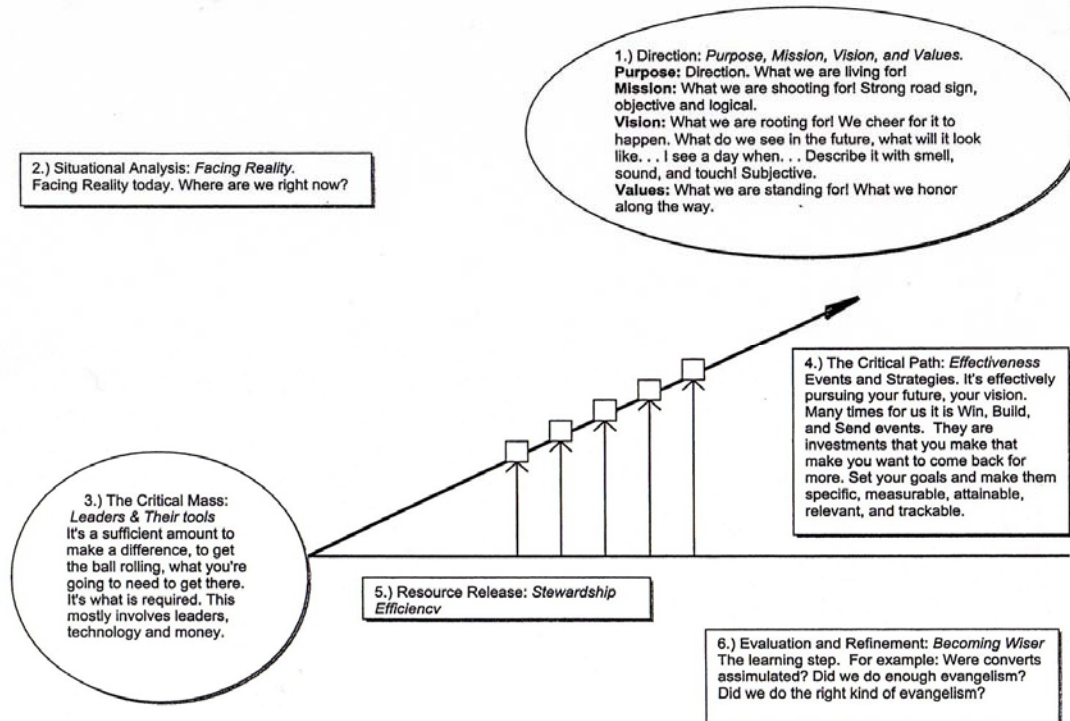 1.) Direction: Purpose, Mission, Vision, and Values.
Purpose: Direction. What we are living for!
Mission: What we are shooting for! Strong road sign,
objective and logical.
Vision: What we are rooting for! We cheer for it to
happen. What do we see in the future, what will it look
like. . . I see a day when. . . Describe it with smell,
sound, and touch! Subjective.
Values: What we are standing for! What we honor
along the way.
2.) Situational Analysis: Facing Reality.
Facing Reality today. Where are we right now?
3.) The Critical Mass:
Leaders & Their tools
It's a sufficient amount to
make a difference, to get
the ball rolling, what you're
going to need to get there.
It's what is required. This
mostly involves leaders,
technology and money.
4.) The Critical Path: Effectiveness
Events and Strategies. It's effectively
pursuing your future, your vision.
Many times for us it is Win, Build,
and Send events. They are
investments that you make that
make you want to come back for
more. Set your goals and make them
specific, measurable, attainable,
relevant, and trackable.
5.) Resource Release: Stewardship
Efficiency
6.) Evaluation and Refinement: Becoming Wiser
The learning step. For example: Were converts
assimulated? Did we do enough evangelism?
Did we do the right kind of evangelism?